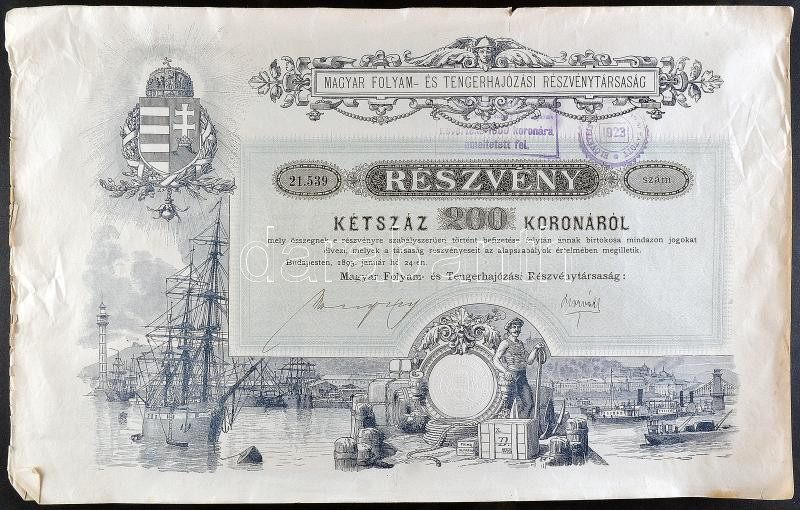 MAGYAR FOLYAM- ÉS TENGERHAJÓZÁSI RÉSZVÉNYTÁRSASÁG
koronára
emeltetett fel.
1923
21.539
RÉSZVÉNY
szám
KÉTSZÁZ 200 KORONÁRÓL
mely összegnek e részvényre szabályszerűen történt befizetése folytán annak birtokosa mindazon jogokat
élvezi, melyek a társaság részvényeseit az alapszabályok értelmében megilletik.
Budapesten, 1895. január hó 24-én.
Magyar Folyam- és Tengerhajózási Részvénytársaság:
darabanth